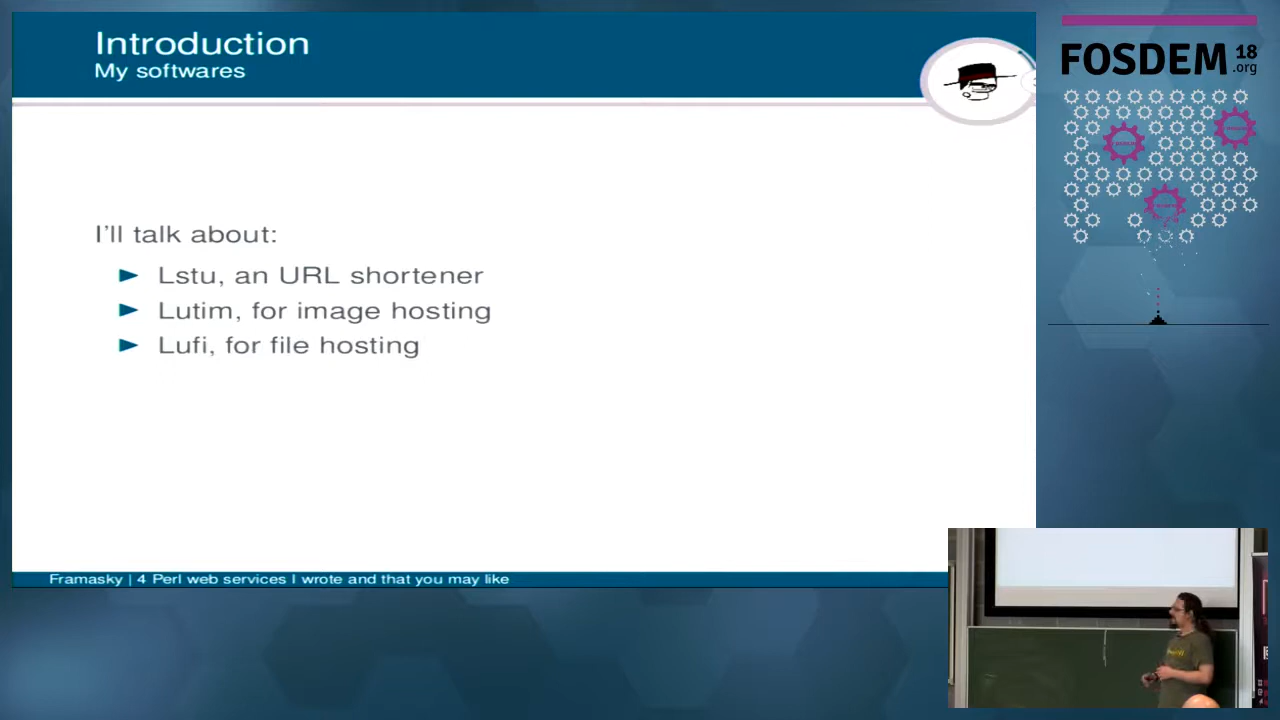 Introduction
My softwares
I'll talk about:
Lstu, an URL shortener
Lutim, for image hosting
Lufi, for file hosting
Framasky | 4 Perl web services I wrote and that you may like
FOSDEM 18
.org